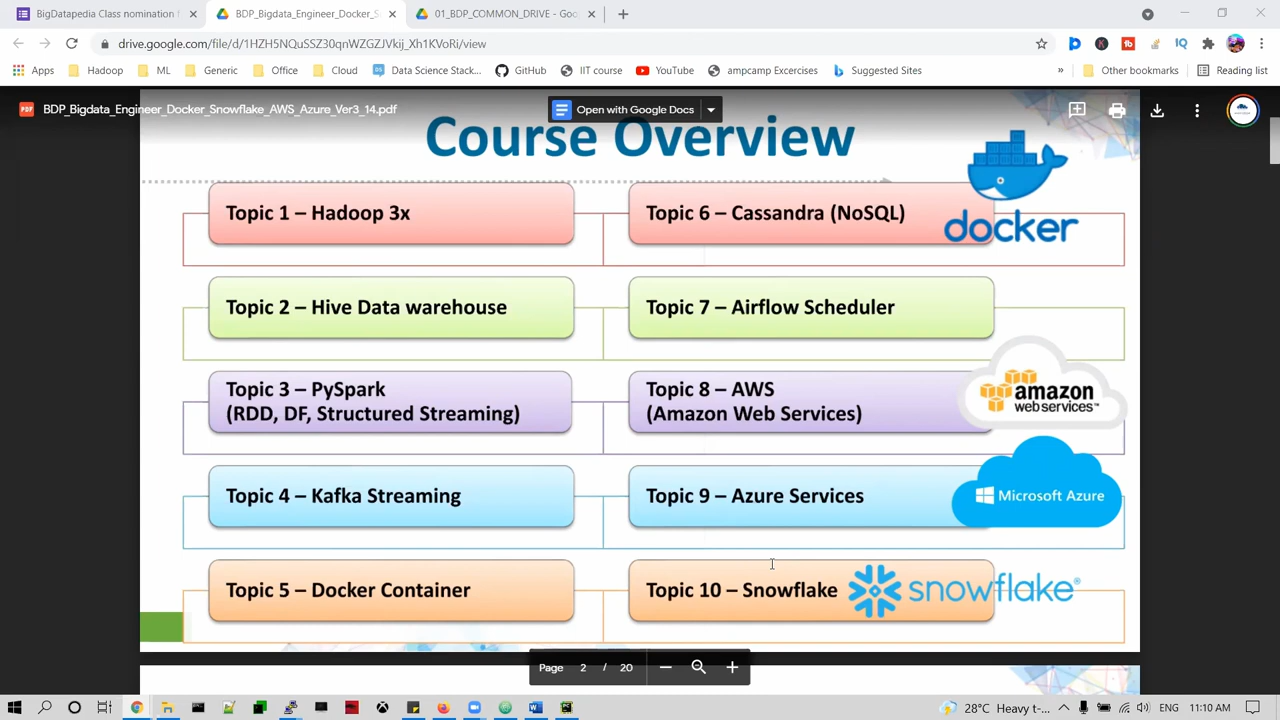 BigDatapedia Class nomination f
BDP_Bigdata_Engineer_Docker_S
01_BDP_COMMON_DRIVE - Goo
drive.google.com/file/d/1HZH5NQuSSZ30qnWZGZJVkij_Xh1KVoRi/view
Apps
Hadoop
ML
Generic
Office
Cloud
Data Science Stack...
GitHub
IIT course
YouTube
ampcamp Excercises
Suggested Sites
»
Other bookmarks
Reading list
BDP_Bigdata_Engineer_Docker_Snowflake_AWS_Azure_Ver3_14.pdf
Open with Google Docs
Course Overview
Topic 1 – Hadoop 3x
Topic 6 – Cassandra (NoSQL)
docker
Topic 2 – Hive Data warehouse
Topic 7 – Airflow Scheduler
Topic 3 – PySpark
(RDD, DF, Structured Streaming)
Topic 8 – AWS
(Amazon Web Services)
amazon
webservices™
Topic 4 – Kafka Streaming
Topic 9 – Azure Services
Microsoft Azure
Topic 5 – Docker Container
Topic 10 – Snowflake
snowflake®
Page 2 / 20
28°C Heavy t...
ENG
11:10 AM